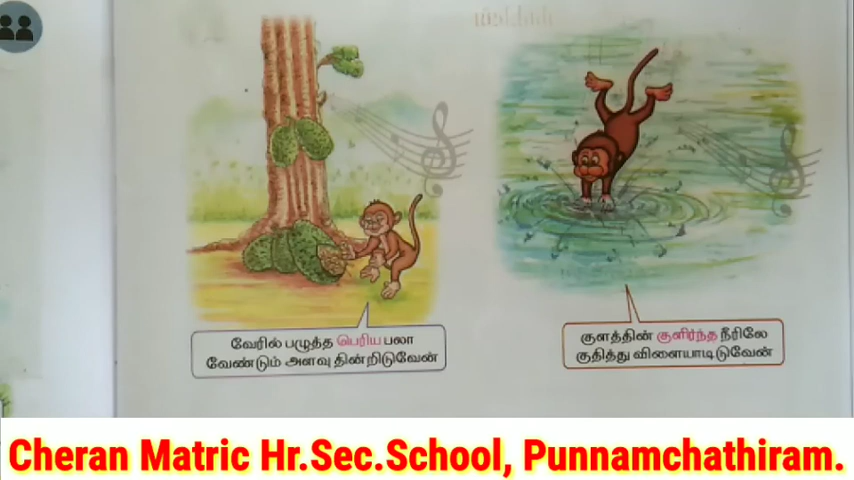 வேரில் பழுத்த பெரிய பலா
வேண்டும் அளவு தின்றிடுவேன்
குளத்தின் குளிர்ந்த நீரிலே
குதித்து விளையாடிடுவேன்
Cheran Matric Hr.Sec.School, Punnamchathiram.